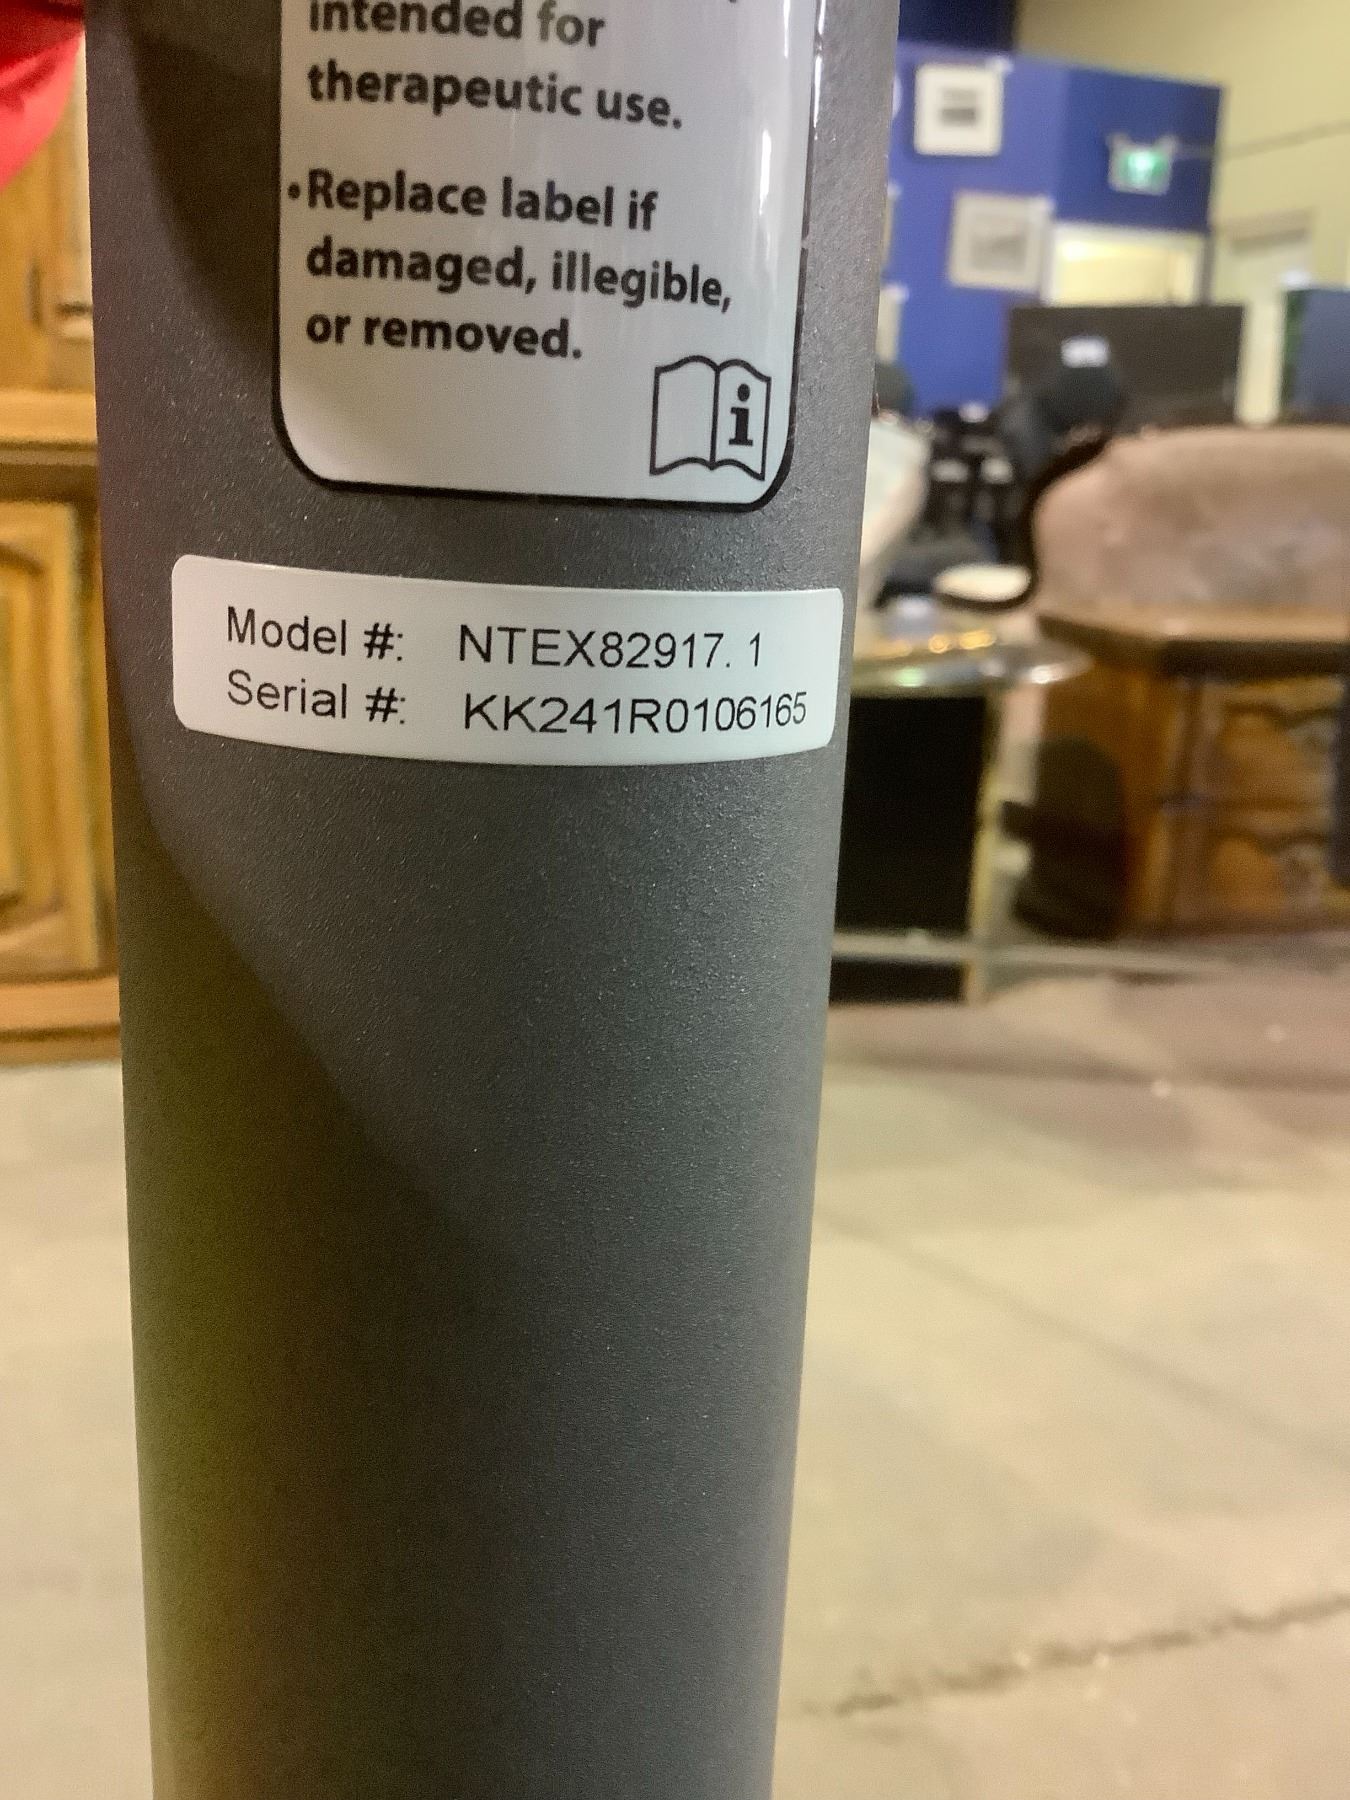 intended for
therapeutic use.
•Replace label if
damaged, illegible,
or removed.
i
Model #: NTEX82917. 1
Serial #: KK241R0106165